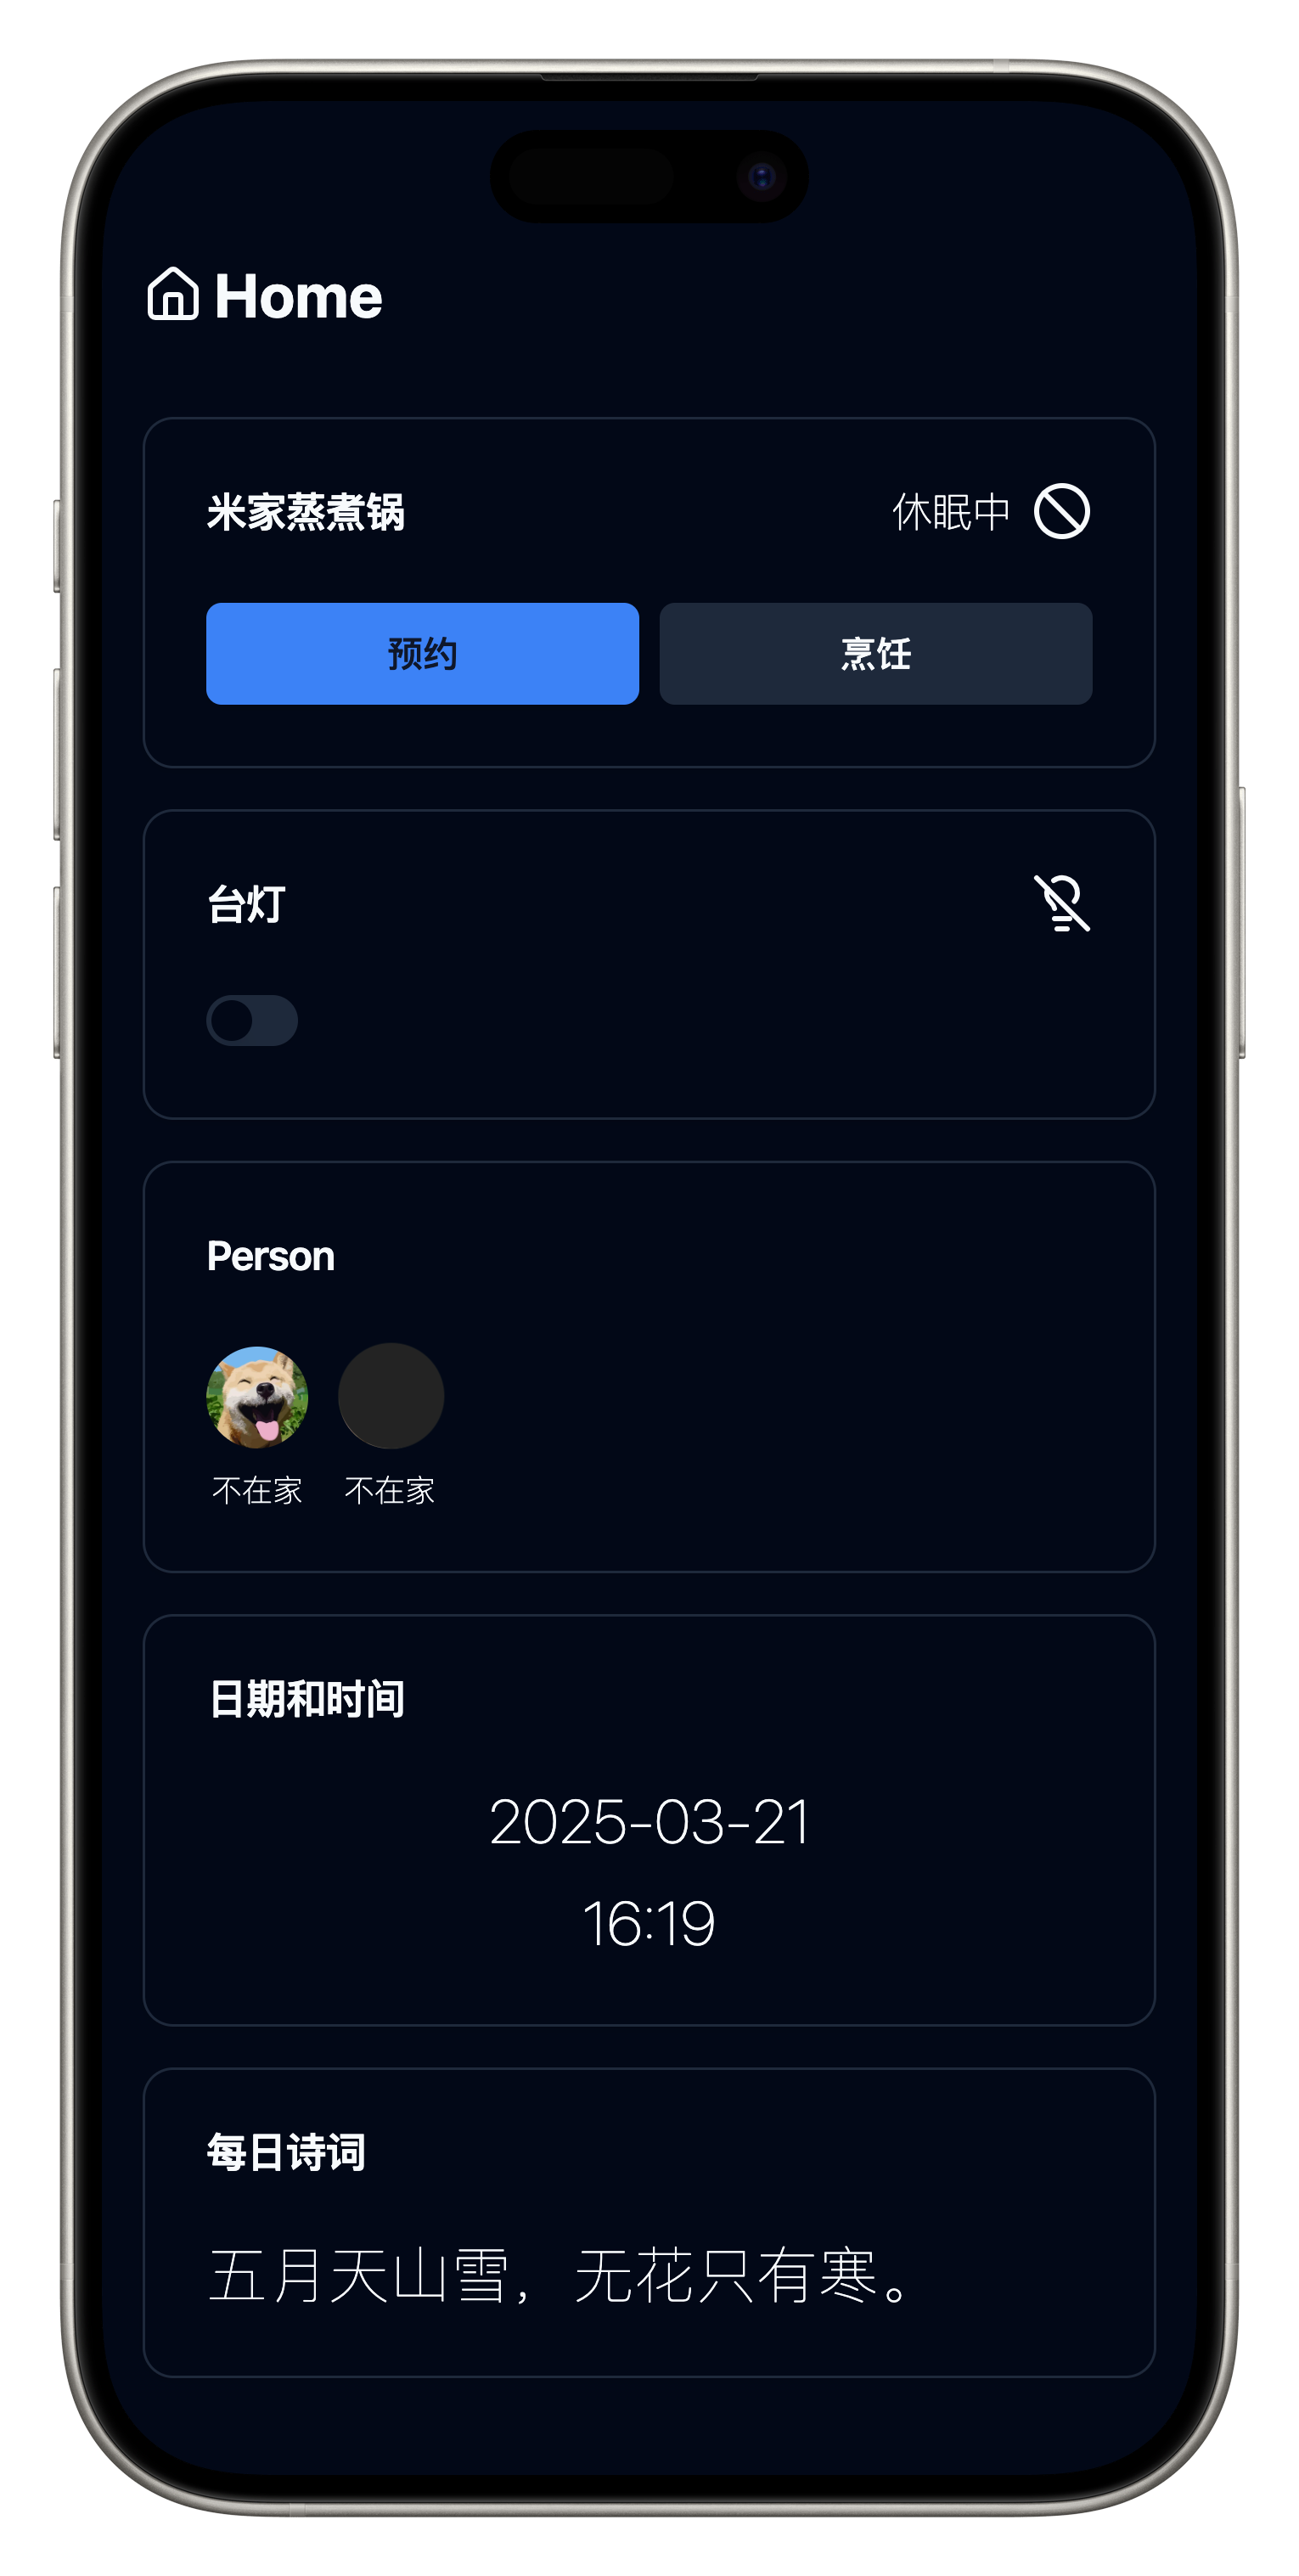 Home
米家蒸煮锅
休眠中
预约
烹饪
台灯
Person
不在家
不在家
日期和时间
2025-03-21
16:19
每日诗词
五月天山雪，无花只有寒。